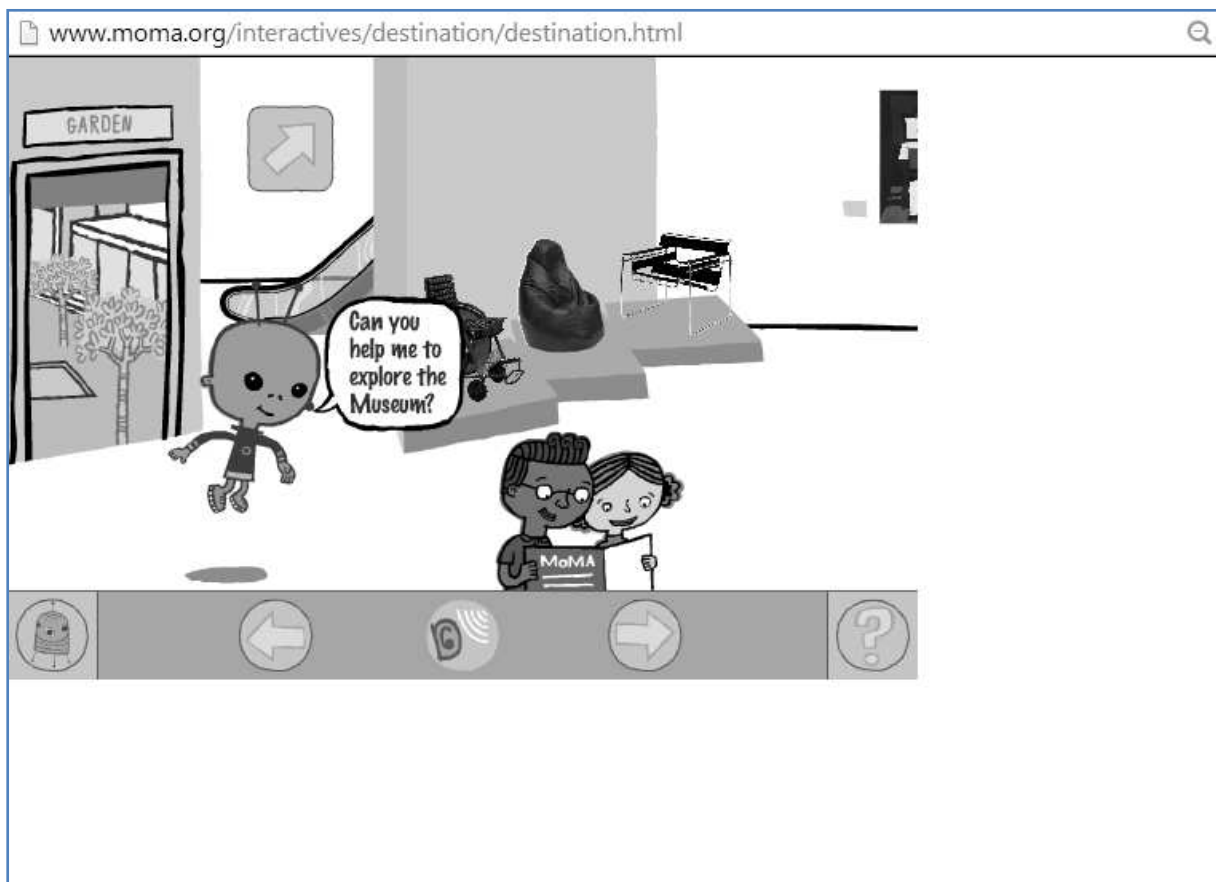 www.moma.org/interactives/destination/destination.html
GARDEN
Can you
help me to
explore the
Museum?
MoMA
?